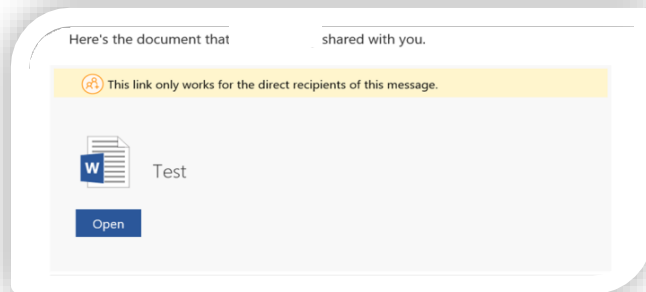 Here's the document that shared with you.
This link only works for the direct recipients of this message.
W
Test
Open